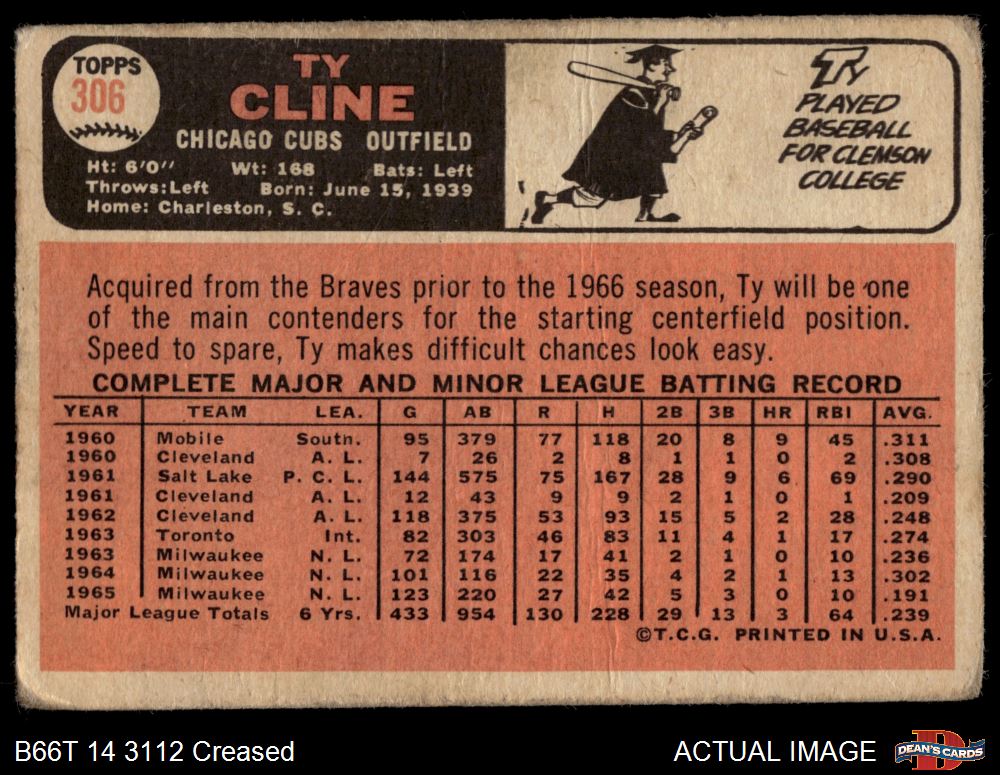 TOPPS
306
TY
CLINE
CHICAGO CUBS OUTFIELD
Ht: 6'0" Wt: 168 Bats: Left
Throws:Left Born: June 15, 1939
Home: Charleston, S. C.
TY
PLAYED
BASEBALL
FOR CLEMSON
COLLEGE
Acquired from the Braves prior to the 1966 season, Ty will be one
of the main contenders for the starting centerfield position.
Speed to spare, Ty makes difficult chances look easy.
COMPLETE MAJOR AND MINOR LEAGUE BATTING RECORD
YEAR TEAM LEA. G AB R H 2B 3B HR RBI AVG.
1960 Mobile South. 95 379 77 118 20 8 9 45 .311
1960 Cleveland A. L. 7 26 2 8 1 1 0 2 .308
1961 Salt Lake P. C. L. 144 575 75 167 28 9 6 69 .290
1961 Cleveland A. L. 12 43 9 9 2 1 0 1 .209
1962 Cleveland A. L. 118 375 53 93 15 5 2 28 .248
1963 Toronto Int. 82 303 46 83 11 4 1 17 .274
1963 Milwaukee N. L. 72 174 17 41 2 1 0 10 .236
1964 Milwaukee N. L. 101 116 22 35 4 2 1 13 .302
1965 Milwaukee N. L. 123 220 27 42 5 3 0 10 .191
Major League Totals 6 Yrs. 433 954 130 228 29 13 3 64 .239
©T.C.G. PRINTED IN U.S.A.
B66T 14 3112 Creased
ACTUAL IMAGE
DEAN'S CARDS